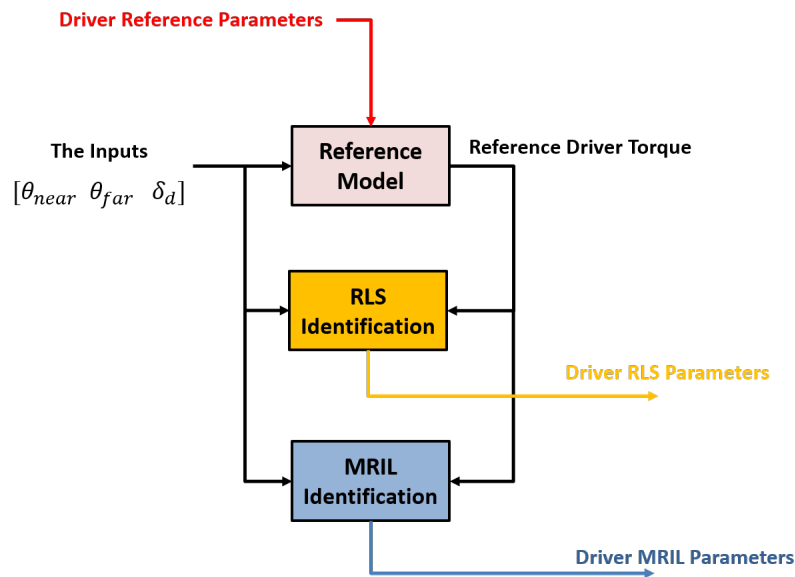 Driver Reference Parameters
The Inputs
[θ_near θ_far δ_d]
Reference
Model
Reference Driver Torque
RLS
Identification
Driver RLS Parameters
MRIL
Identification
Driver MRIL Parameters